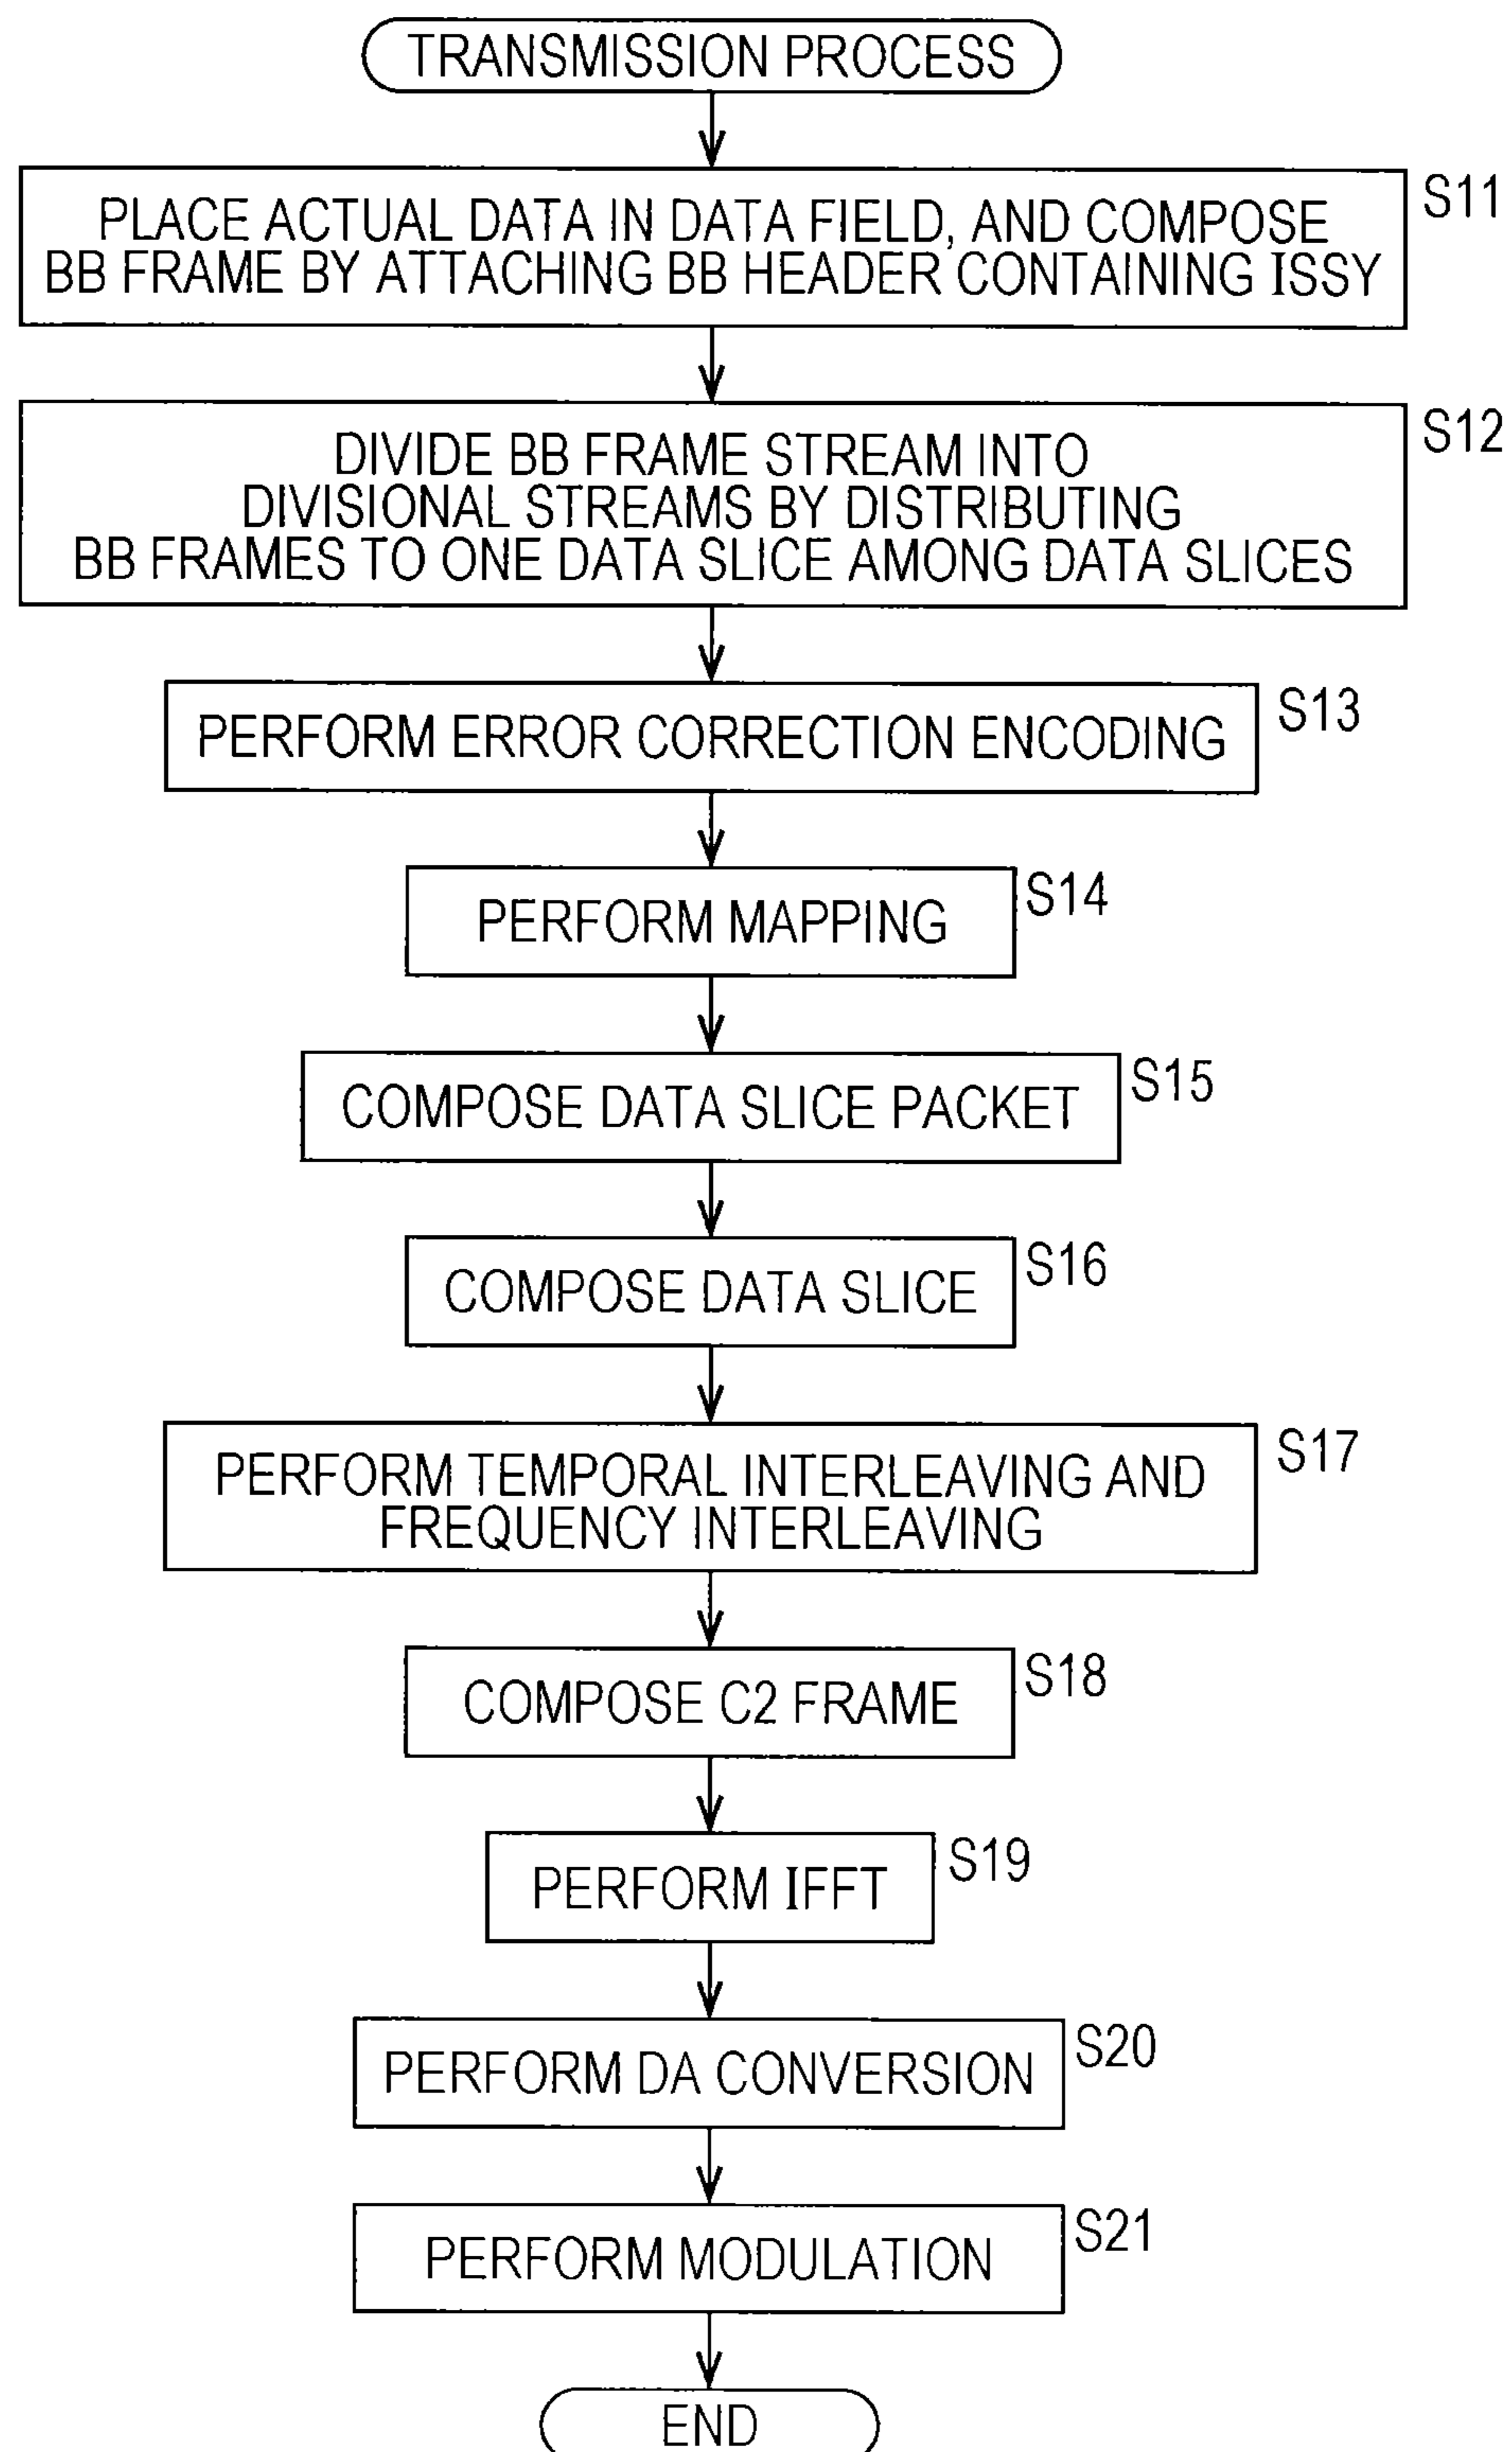 TRANSMISSION PROCESS
S11
PLACE ACTUAL DATA IN DATA FIELD, AND COMPOSE
BB FRAME BY ATTACHING BB HEADER CONTAINING ISSY
S12
DIVIDE BB FRAME STREAM INTO
DIVISIONAL STREAMS BY DISTRIBUTING
BB FRAMES TO ONE DATA SLICE AMONG DATA SLICES
S13
PERFORM ERROR CORRECTION ENCODING
S14
PERFORM MAPPING
S15
COMPOSE DATA SLICE PACKET
S16
COMPOSE DATA SLICE
S17
PERFORM TEMPORAL INTERLEAVING AND
FREQUENCY INTERLEAVING
S18
COMPOSE C2 FRAME
S19
PERFORM IFFT
S20
PERFORM DA CONVERSION
S21
PERFORM MODULATION
END